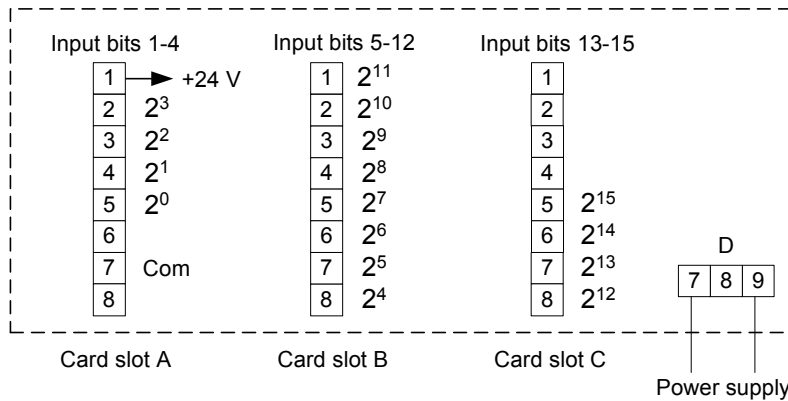 Input bits 1-4 Input bits 5-12 Input bits 13-15
1 +24 V 1 2¹¹ 1
2 2³ 2 2¹⁰ 2
3 2² 3 2⁹ 3
4 2¹ 4 2⁸ 4
5 2⁰ 5 2⁷ 5 2¹⁵
6 6 2⁶ 6 2¹⁴
D
7 Com 7 2⁵ 7 2¹³ 7 8 9
8 8 2⁴ 8 2¹²
Card slot A Card slot B Card slot C
Power supply